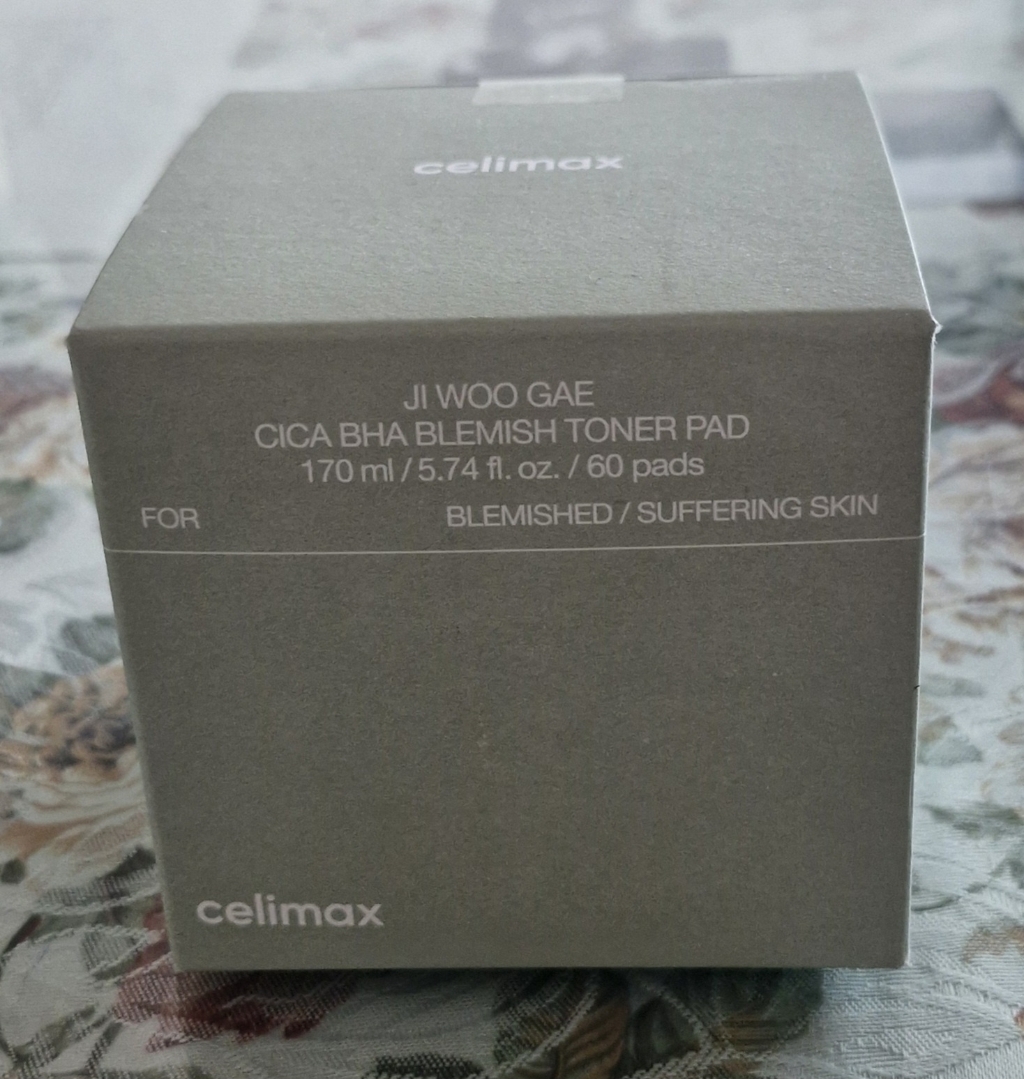 celimax
JI WOO GAE
CICA BHA BLEMISH TONER PAD
170 ml / 5.74 fl. oz. / 60 pads
FOR BLEMISHED / SUFFERING SKIN
celimax